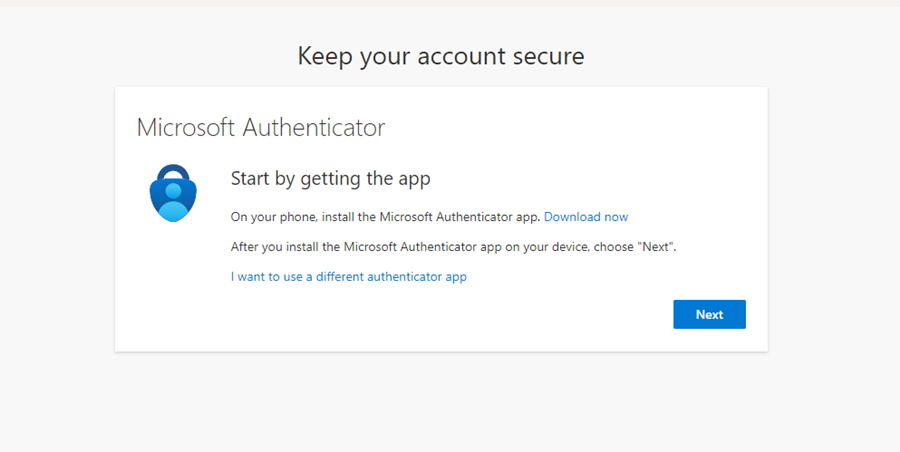 Keep your account secure
Microsoft Authenticator
Start by getting the app
On your phone, install the Microsoft Authenticator app. Download now
After you install the Microsoft Authenticator app on your device, choose "Next".
I want to use a different authenticator app
Next